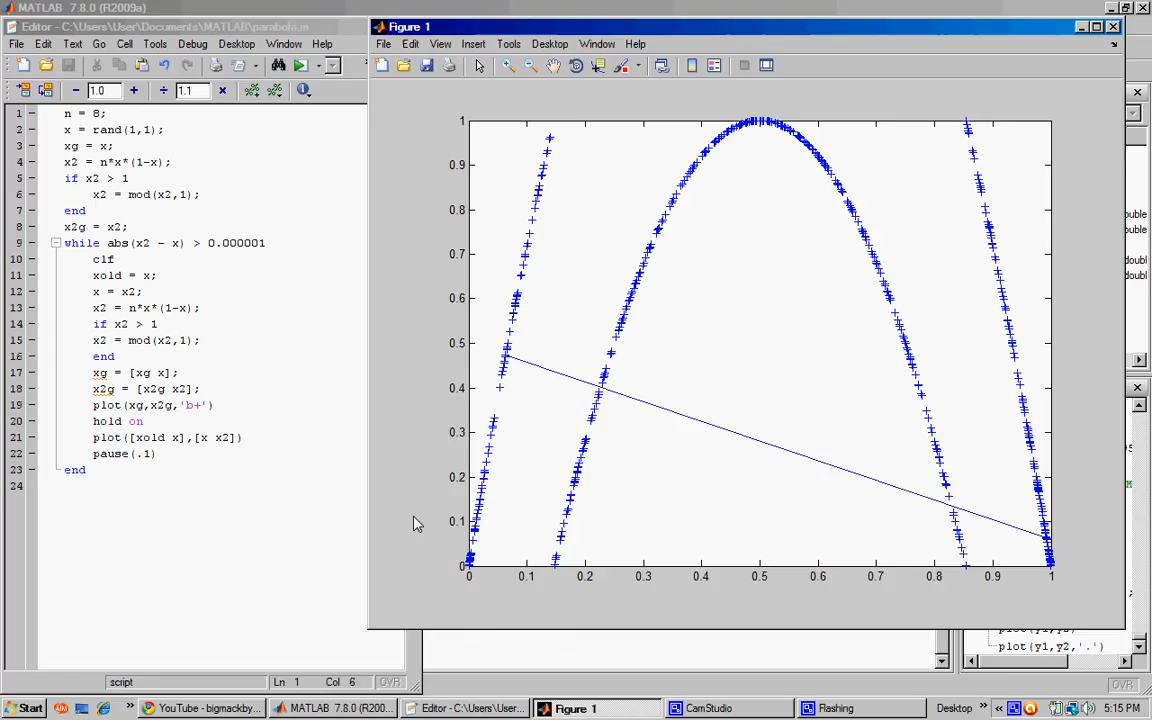 MATLAB 7.8.0 (R2009a)
Editor - C:\Users\User\Documents\MATLAB\parabola.m
File Edit Text Go Cell Tools Debug Desktop Window Help
1.0
1.1
1 n = 8;
2 x = rand(1,1);
3 xg = x;
4 x2 = n*x*(1-x);
5 if x2 > 1
6 x2 = mod(x2,1);
7 end
8 x2g = x2;
9 while abs(x2 - x) > 0.000001
10 clf
11 xold = x;
12 x = x2;
13 x2 = n*x*(1-x);
14 if x2 > 1
15 x2 = mod(x2,1);
16 end
17 xg = [xg x];
18 x2g = [x2g x2];
19 plot(xg,x2g,'b+')
20 hold on
21 plot([xold x],[x x2])
22 pause(.1)
23 end
24
script
Ln 1 Col 6 OVR
Figure 1
File Edit View Insert Tools Desktop Window Help
1
0.9
0.8
0.7
0.6
0.5
0.4
0.3
0.2
0.1
0
0 0.1 0.2 0.3 0.4 0.5 0.6 0.7 0.8 0.9 1
plot(y1,y2,'.')
OVR
Start
YouTube - bigmackby...
MATLAB 7.8.0 (R200...
Editor - C:\Users\User...
Figure 1
CamStudio
Rashing
Desktop
5:15 PM